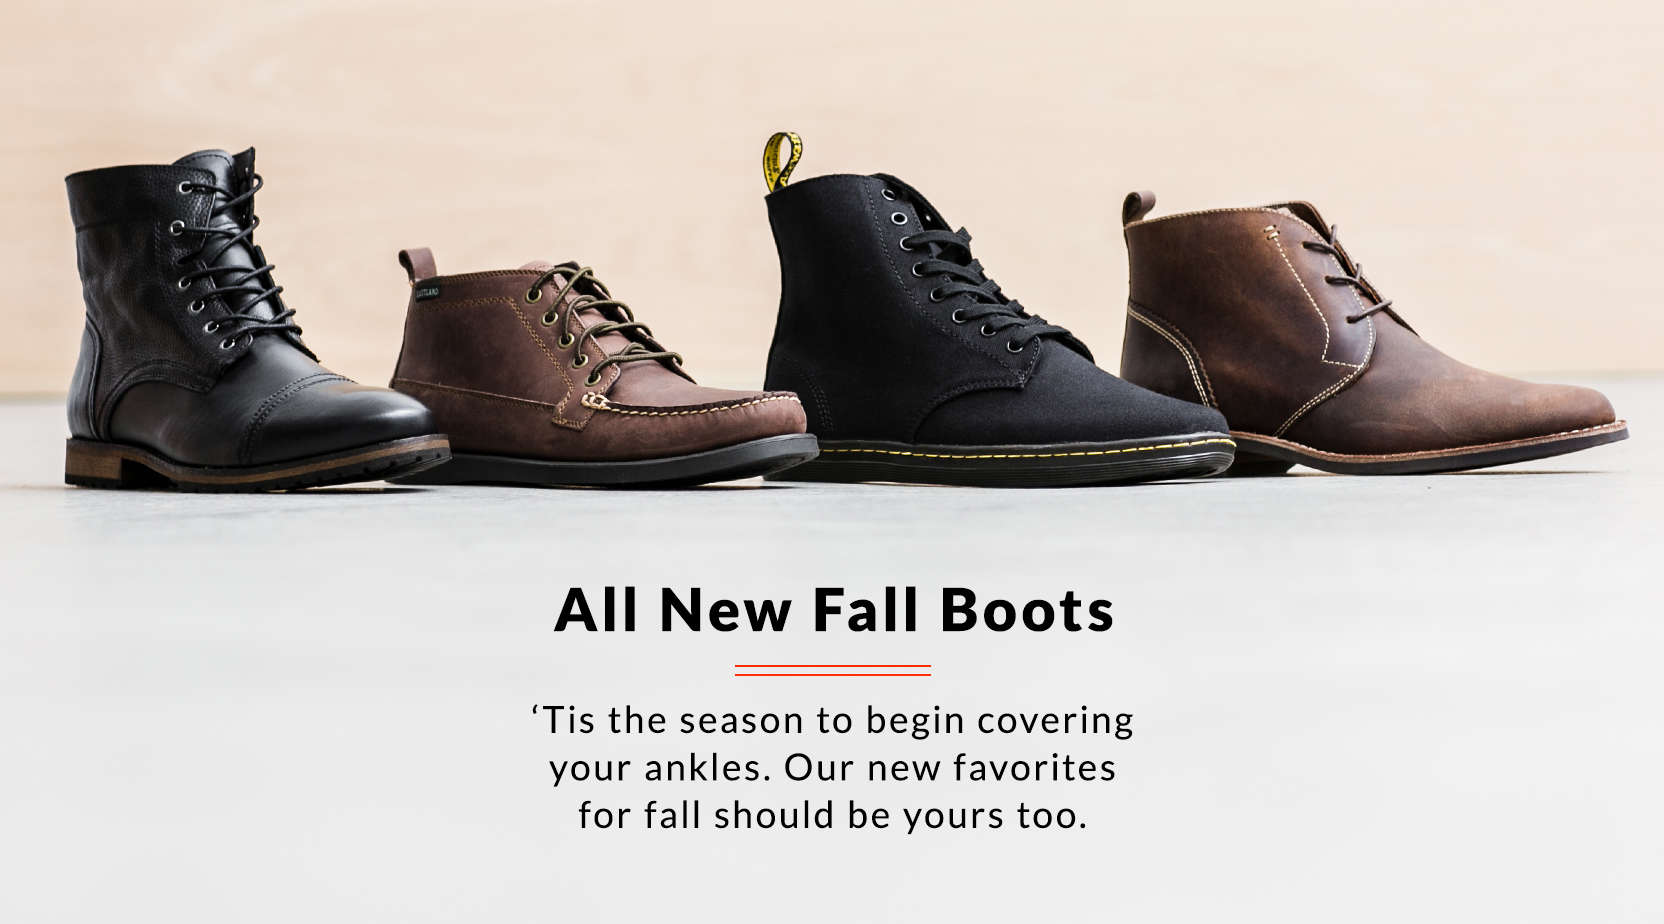 EASTLAND
All New Fall Boots
‘Tis the season to begin covering
your ankles. Our new favorites
for fall should be yours too.